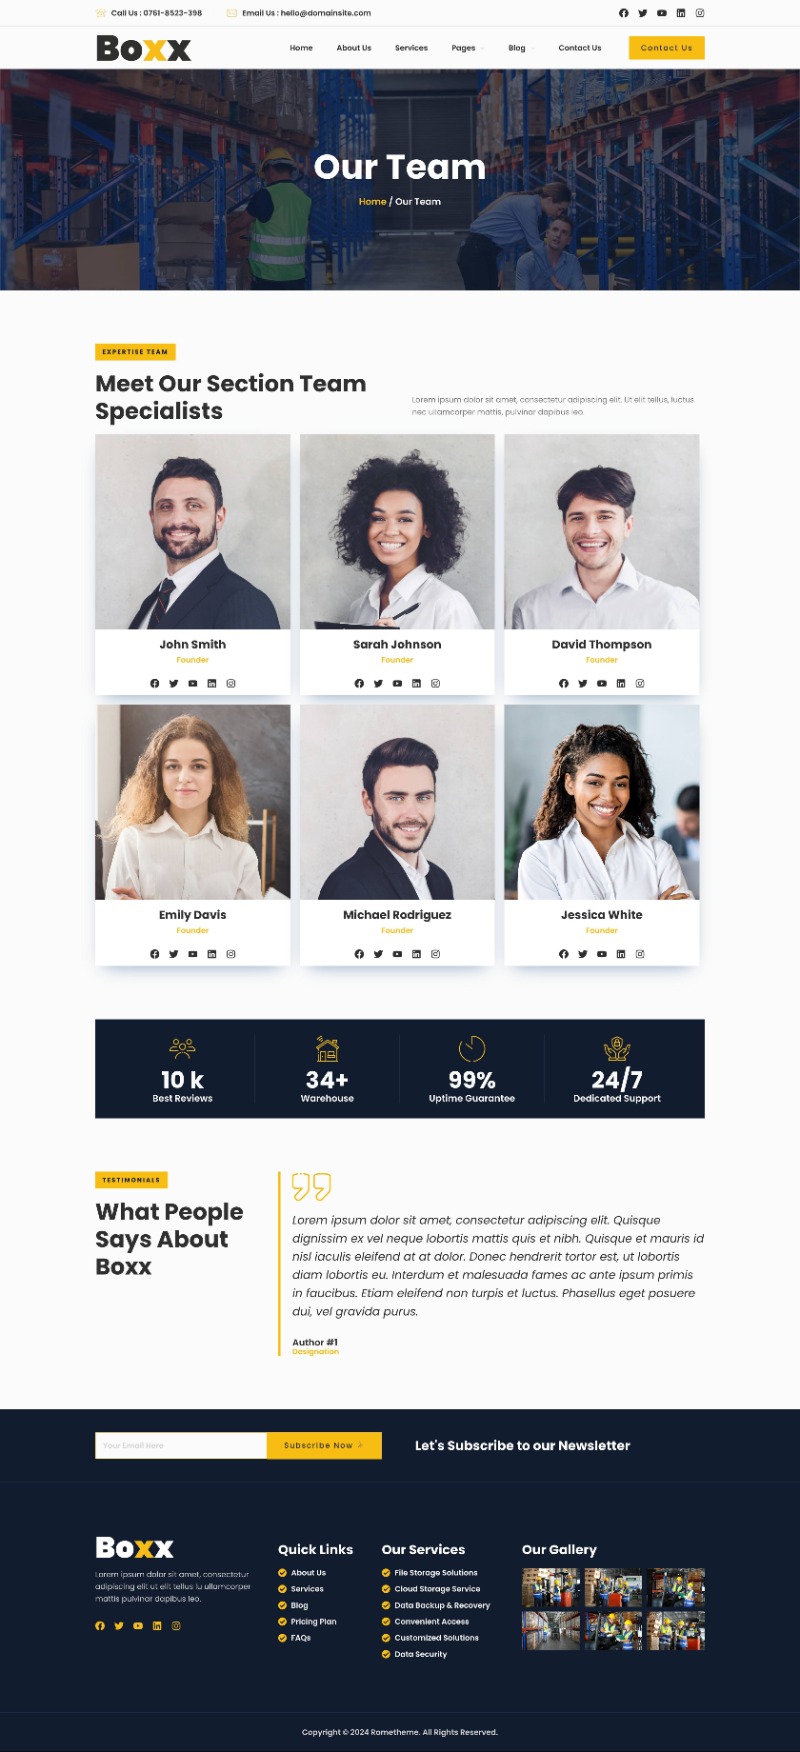 Call Us : 0761-8523-398
Email Us : hello@domainsite.com
Boxx
Home
About Us
Services
Pages
Blog
Contact Us
Contact Us
Our Team
Home / Our Team
EXPERTISE TEAM
Meet Our Section Team
Specialists
Lorem ipsum dolor sit amet, consectetur adipiscing elit. Ut elit tellus, luctus
nec ullamcorper mattis, pulvinar dapibus leo.
John Smith
Founder
Sarah Johnson
Founder
David Thompson
Founder
Emily Davis
Founder
Michael Rodriguez
Founder
Jessica White
Founder
10 k
Best Reviews
34+
Warehouse
99%
Uptime Guarantee
24/7
Dedicated Support
TESTIMONIALS
What People
Says About
Boxx
Lorem ipsum dolor sit amet, consectetur adipiscing elit. Quisque
dignissim ex vel neque lobortis mattis quis et nibh. Quisque et mauris id
nisl iaculis eleifend at at dolor. Donec hendrerit tortor est, ut lobortis
diam lobortis eu. Interdum et malesuada fames ac ante ipsum primis
in faucibus. Etiam eleifend non turpis et luctus. Phasellus eget posuere
dui, vel gravida purus.
Author #1
Designation
Your Email Here
Subscribe Now
Let's Subscribe to our Newsletter
Boxx
Lorem ipsum dolor sit amet, consectetur
adipiscing elit ut elit tellus lu ullamcorper
mattis pulvinar dapibus leo.
Quick Links
About Us
Services
Blog
Pricing Plan
FAQs
Our Services
File Storage Solutions
Cloud Storage Service
Data Backup & Recovery
Convenient Access
Customized Solutions
Data Security
Our Gallery
Copyright © 2024 Rometheme. All Rights Reserved.